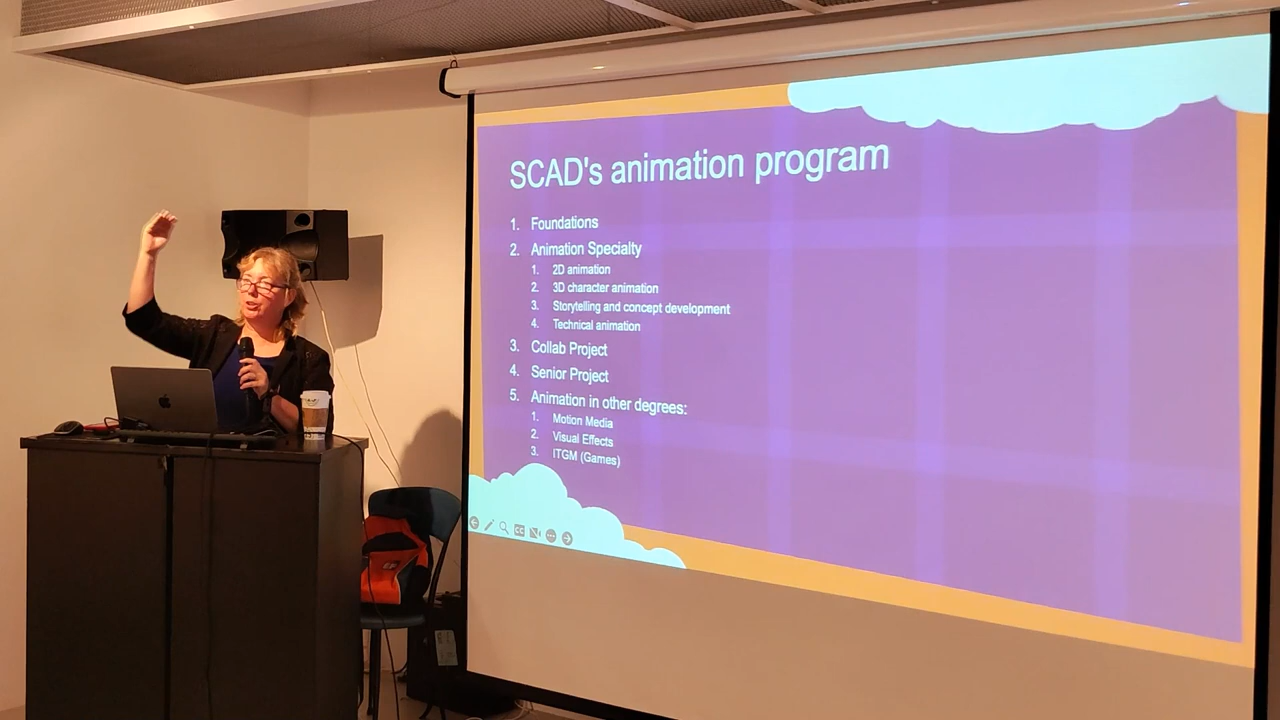 SCAD's animation program
1. Foundations
2. Animation Specialty
1. 2D animation
2. 3D character animation
3. Storytelling and concept development
4. Technical animation
3. Collab Project
4. Senior Project
5. Animation in other degrees:
1. Motion Media
2. Visual Effects
3. ITGM (Games)
CC